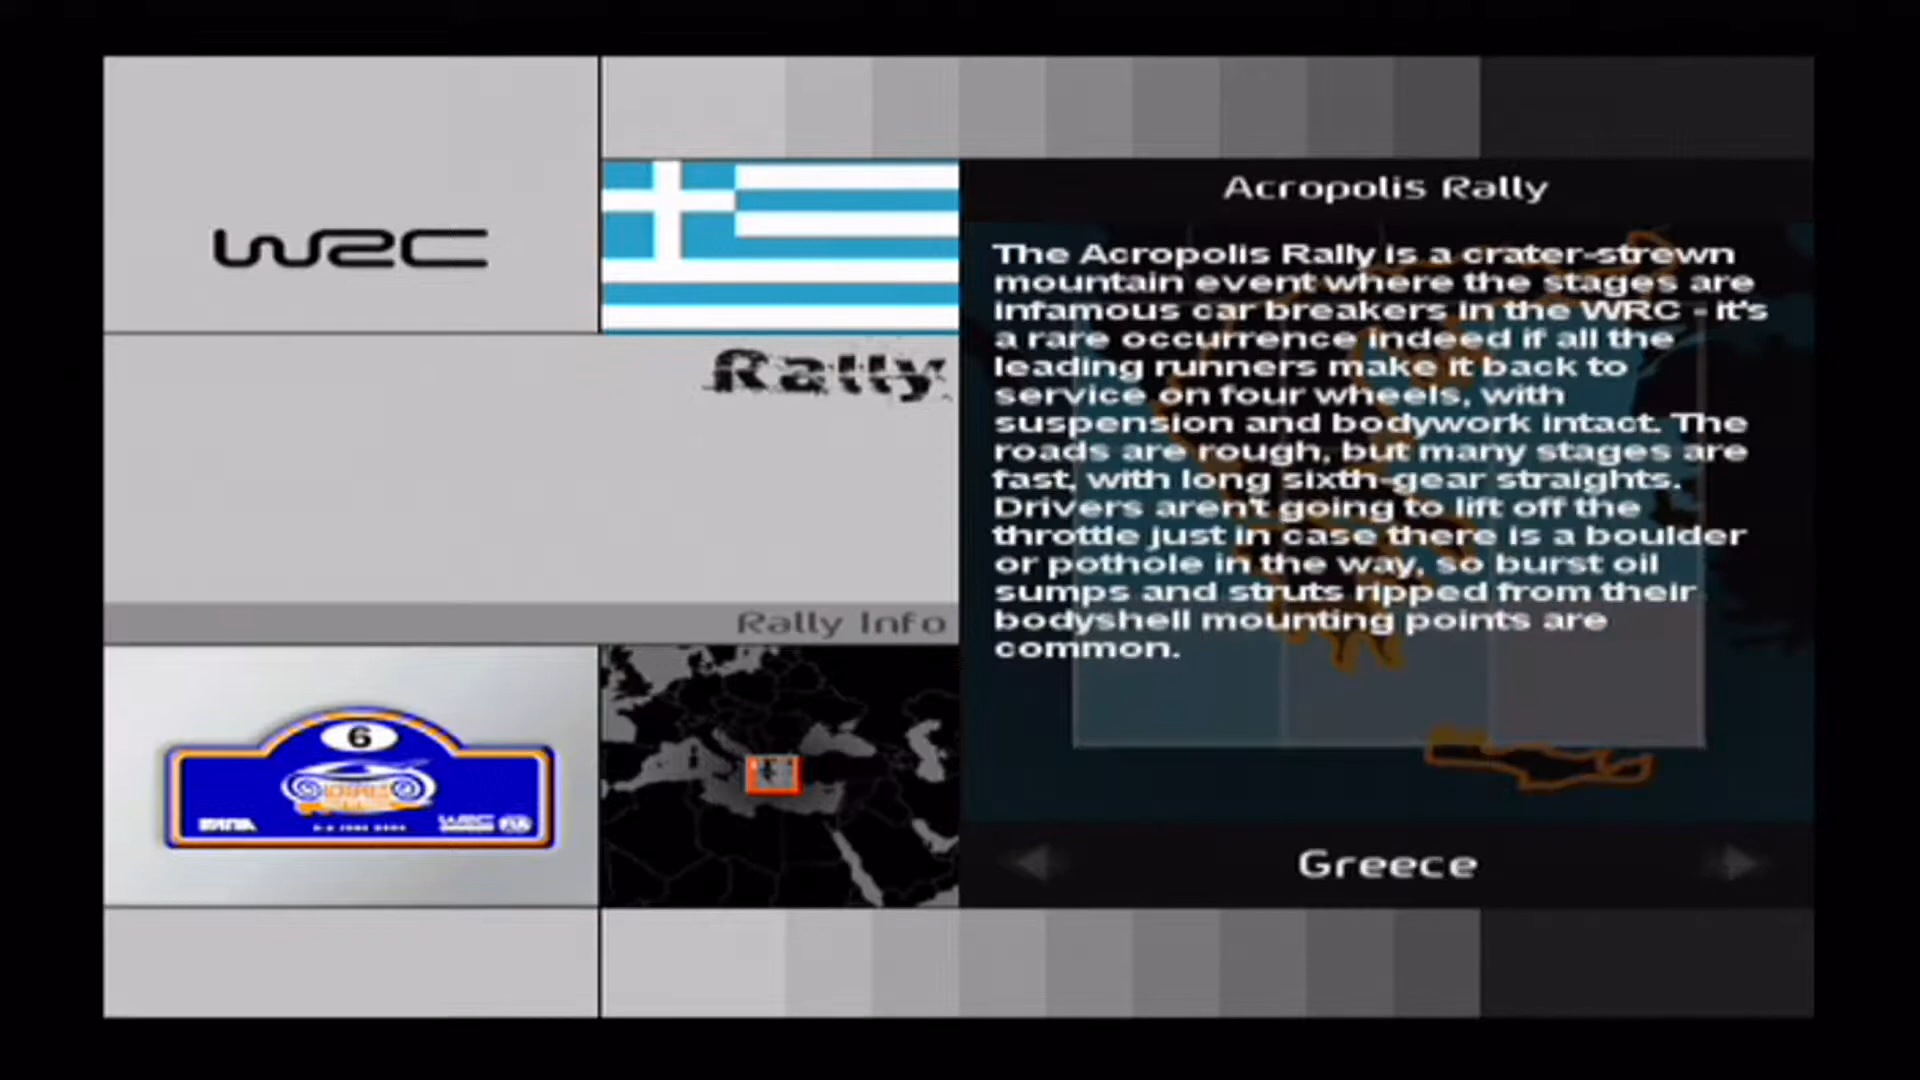 WRC
Acropolis Rally
The Acropolis Rally is a crater-strewn
mountain event where the stages are
infamous car breakers in the WRC - it's
a rare occurrence indeed if all the
leading runners make it back to
service on four wheels, with
suspension and bodywork intact. The
roads are rough, but many stages are
fast, with long sixth-gear straights.
Drivers aren't going to lift off the
throttle just in case there is a boulder
or pothole in the way, so burst oil
sumps and struts ripped from their
bodyshell mounting points are
common.
Rally
Rally Info
6
WRC
Greece